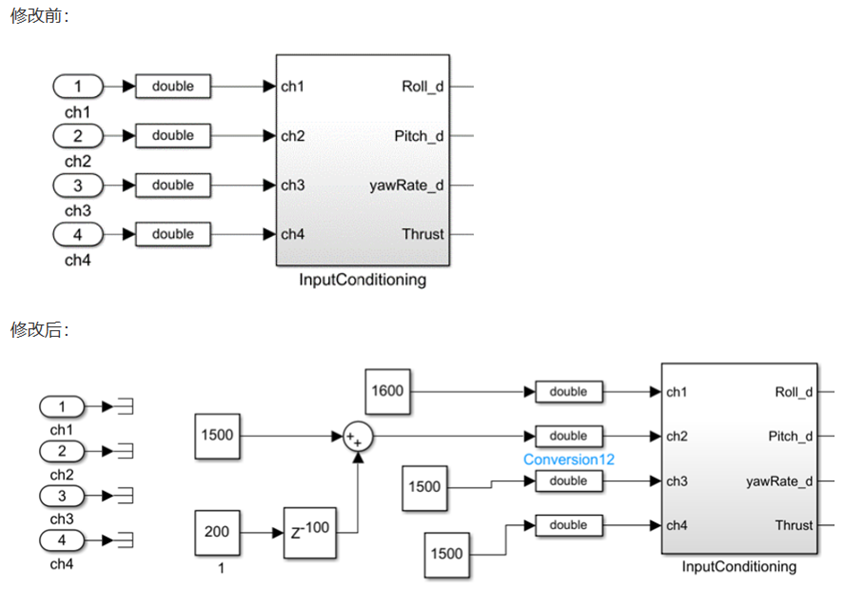 修改前：
1 double ch1 Roll_d
ch1
2 double ch2 Pitch_d
ch2
3 double ch3 yawRate_d
ch3
4 double ch4 Thrust
ch4
InputConditioning
修改后：
1600 double ch1 Roll_d
1
ch1
1500 ++ double ch2 Pitch_d
2
Conversion12
ch2
1500 double ch3 yawRate_d
3
ch3
200 Z-100 double ch4 Thrust
4
1500
ch4
1
InputConditioning